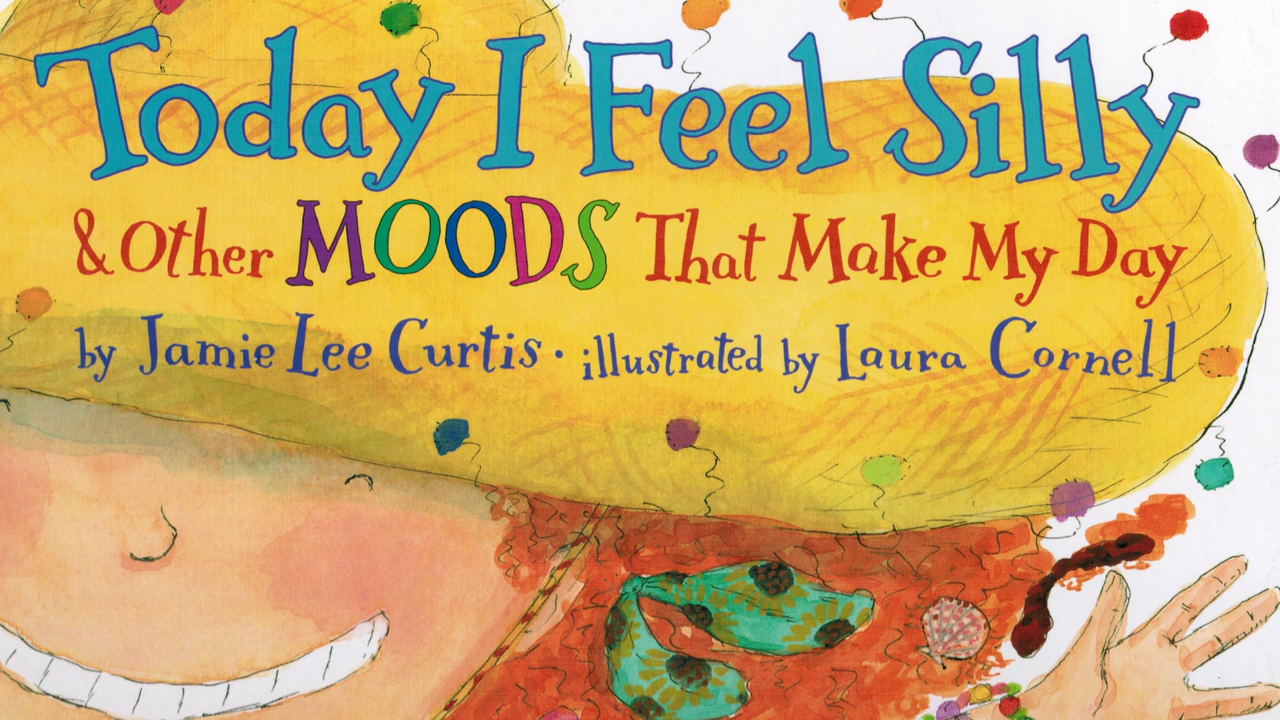 Today I Feel Silly
& Other MOODS That Make My Day
by Jamie Lee Curtis · illustrated by Laura Cornell